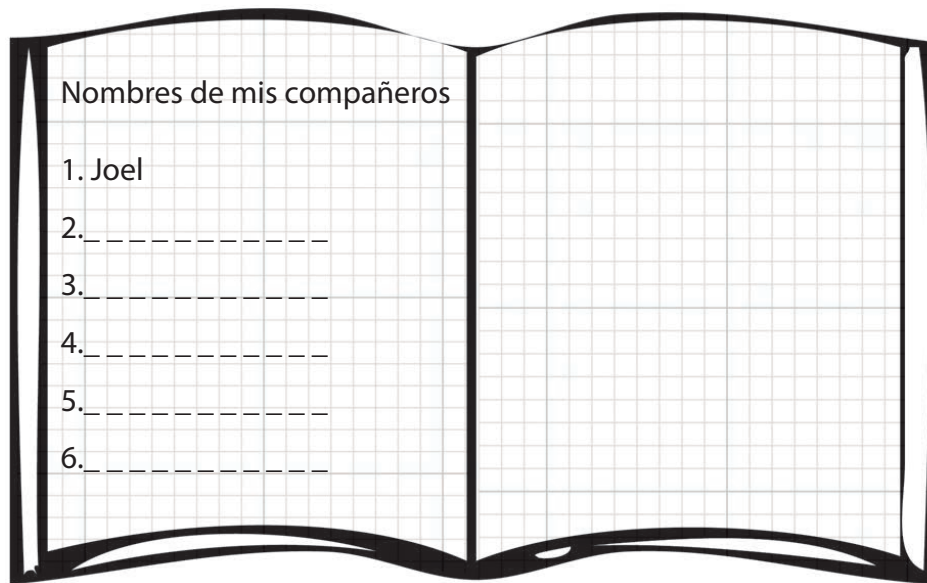 Nombres de mis compañeros
1. Joel
2._ _ _ _ _ _ _ _ _ _ _
3._ _ _ _ _ _ _ _ _ _ _
4._ _ _ _ _ _ _ _ _ _ _
5._ _ _ _ _ _ _ _ _ _ _
6._ _ _ _ _ _ _ _ _ _ _